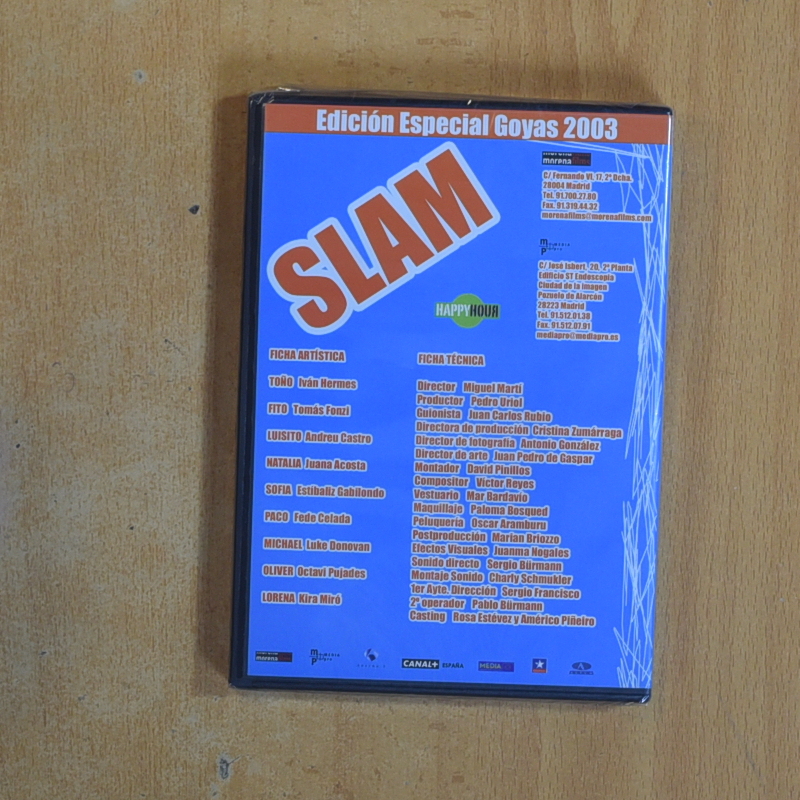 Edición Especial Goyas 2003
SLAM
morena
C/ Fernando VI, 17, 2º Dcha.
28004 Madrid
Tel. 91.700.27.80
Fax. 91.319.44.32
morenafilms@morenafilms.com
C/ José Isbert, 20, 2ª Planta
Edificio ST Endoscopia
Ciudad de la Imagen
Pozuelo de Alarcón
28223 Madrid
Tel. 91.512.01.38
Fax. 91.512.07.91
mediapro@mediapro.es
HAPPYHOUR
FICHA ARTÍSTICA
TOÑO Iván Hermes
FITO Tomás Fonzi
LUISITO Andreu Castro
NATALIA Juana Acosta
SOFIA Estibaliz Gabilondo
PACO Fede Celada
MICHAEL Luke Donovan
OLIVER Octavi Pujades
LORENA Kira Miró
FICHA TÉCNICA
Director Miguel Martí
Productor Pedro Uriol
Guionista Juan Carlos Rubio
Directora de producción Cristina Zumárraga
Director de fotografía Antonio González
Director de arte Juan Pedro de Gaspar
Montador David Pinillos
Compositor Víctor Reyes
Vestuario Mar Bardavio
Maquillaje Paloma Bosqued
Peluquería Oscar Aramburu
Postproducción Marian Briozzo
Efectos Visuales Juanma Nogales
Sonido directo Sergio Bürmann
Montaje Sonido Charly Schmukler
1er Ayte. Dirección Sergio Francisco
2º operador Pablo Bürmann
Casting Rosa Estévez y Américo Piñeiro
morena
CANAL+ ESPAÑA
MEDIA